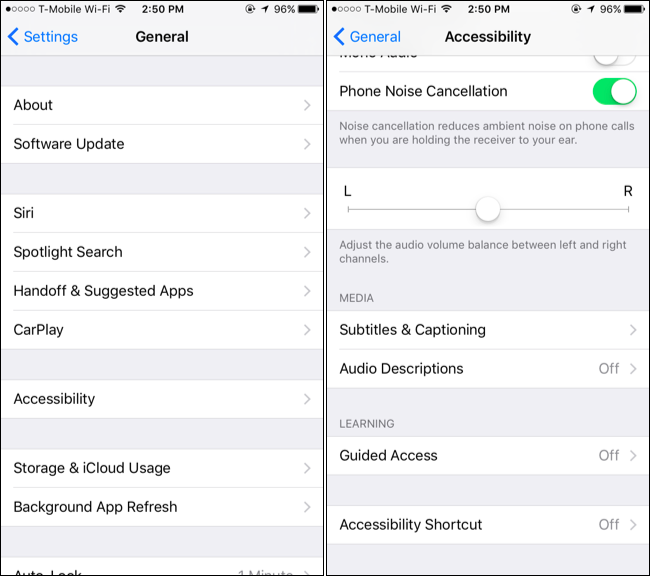 T-Mobile Wi-Fi 2:50 PM 96%
Settings General
About
Software Update
Siri
Spotlight Search
Handoff & Suggested Apps
CarPlay
Accessibility
Storage & iCloud Usage
Background App Refresh
Auto-Lock 1 Minute
T-Mobile Wi-Fi 2:50 PM 96%
General Accessibility
Mono Audio
Phone Noise Cancellation
Noise cancellation reduces ambient noise on phone calls
when you are holding the receiver to your ear.
L R
Adjust the audio volume balance between left and right
channels.
MEDIA
Subtitles & Captioning
Audio Descriptions Off
LEARNING
Guided Access Off
Accessibility Shortcut Off